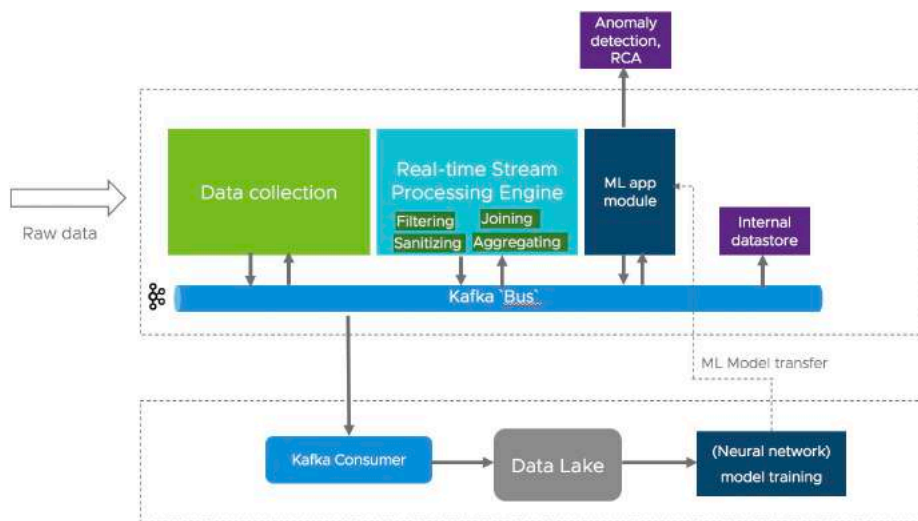 Anomaly
detection,
RCA
Data collection
Real-time Stream
Processing Engine
Filtering
Joining
Sanitizing
Aggregating
ML app
module
Raw data
Internal
datastore
Kafka `Bus`
ML Model transfer
Kafka Consumer
Data Lake
(Neural network)
model training